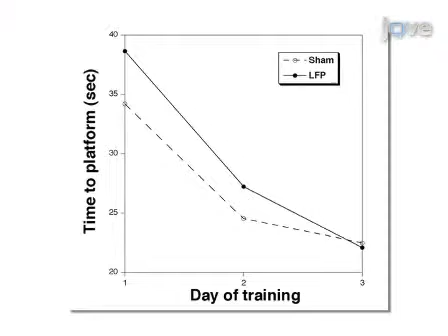 jove
40
35
30
25
20
Time to platform (sec)
Sham
LFP
1
2
3
Day of training